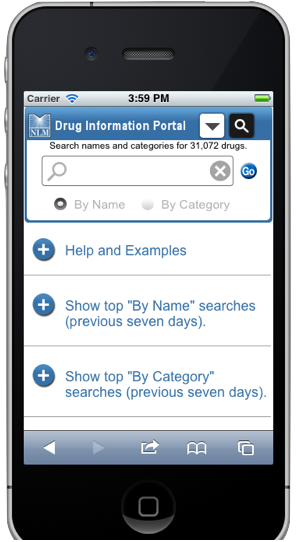 Carrier 3:59 PM
NLM Drug Information Portal
Search names and categories for 31,072 drugs.
Go
By Name By Category
Help and Examples
Show top "By Name" searches
(previous seven days).
Show top "By Category"
searches (previous seven days).